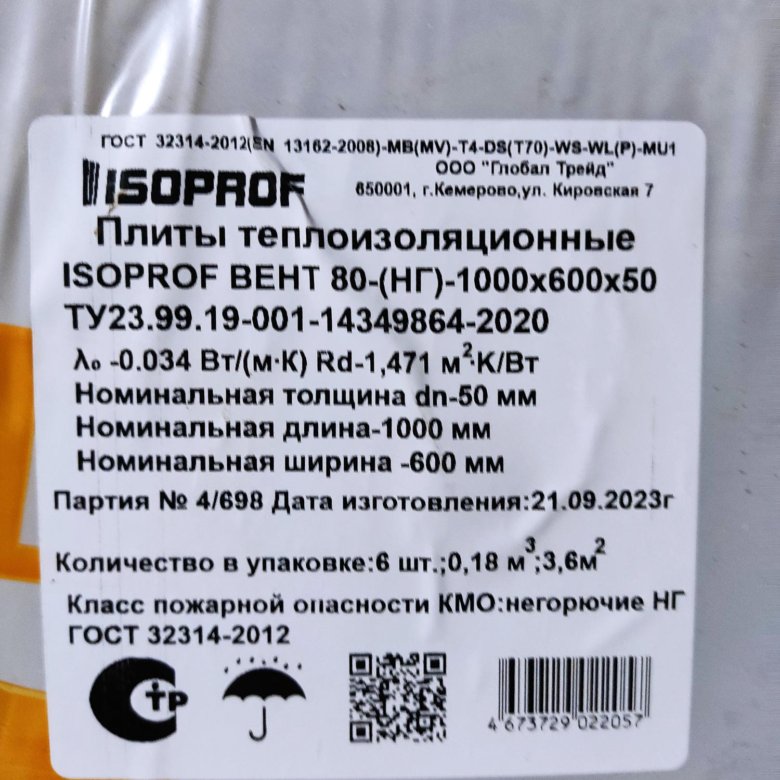 ГОСТ 32314-2012(EN 13162-2008)-MB(MV)-T4-DS(T70)-WS-WL(P)-MU1
ООО "Глобал Трейд"
ISOPROF
650001, г.Кемерово,ул. Кировская 7
Плиты теплоизоляционные
ISOPROF ВЕНТ 80-(НГ)-1000х600х50
ТУ23.99.19-001-14349864-2020
λ₀ -0.034 Вт/(м·К) Rd-1,471 м²·К/Вт
Номинальная толщина dn-50 мм
Номинальная длина-1000 мм
Номинальная ширина -600 мм
Партия № 4/698 Дата изготовления:21.09.2023г
Количество в упаковке:6 шт.;0,18 м³;3,6м²
Класс пожарной опасности КМО:негорючие НГ
ГОСТ 32314-2012
СТР
4 673729 022057